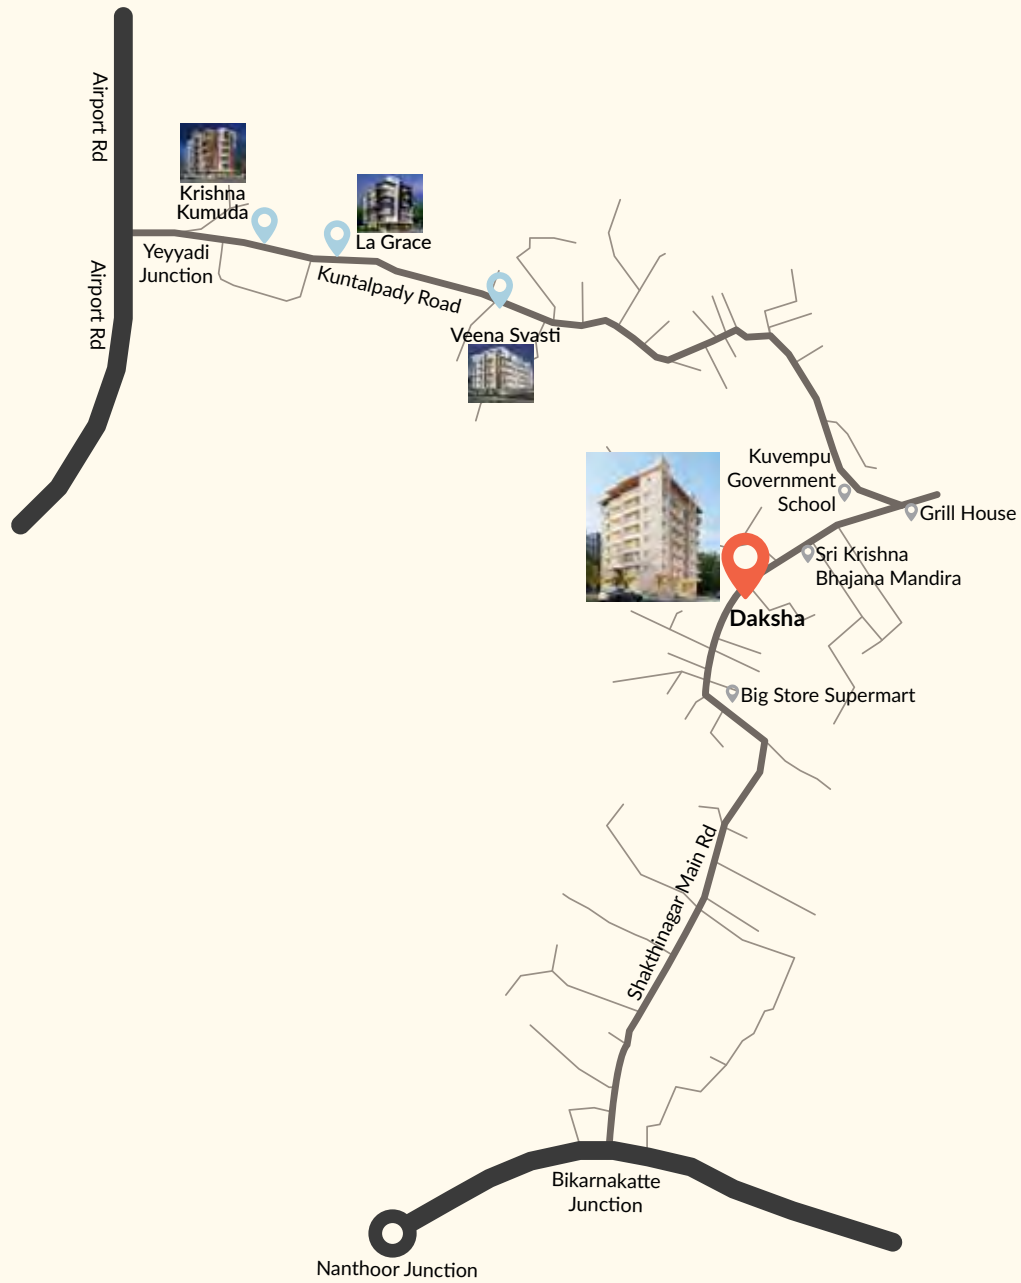 Airport Rd
Krishna
Kumuda
La Grace
Yeyyadi
Junction
Airport Rd
Kuntalpady Road
Veena Svasti
Kuvempu
Government
School
Grill House
Sri Krishna
Bhajana Mandira
Daksha
Big Store Supermart
Shakthinagar Main Rd
Bikarnakatte
Junction
Nanthoor Junction